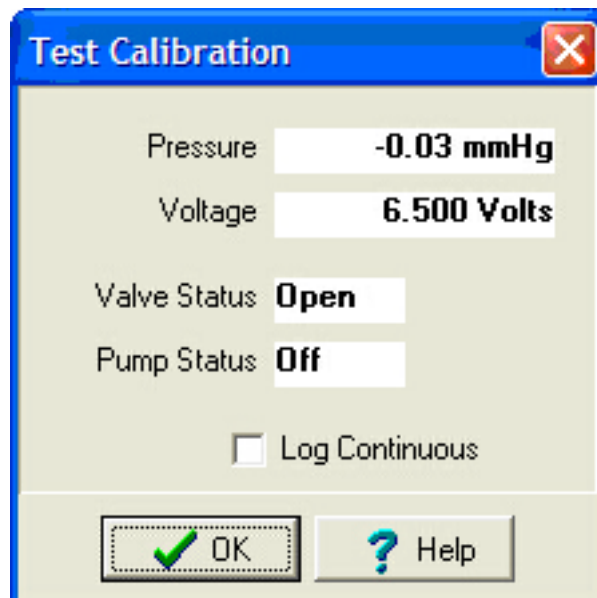 Test Calibration
Pressure -0.03 mmHg
Voltage 6.500 Volts
Valve Status Open
Pump Status Off
Log Continuous
OK Help